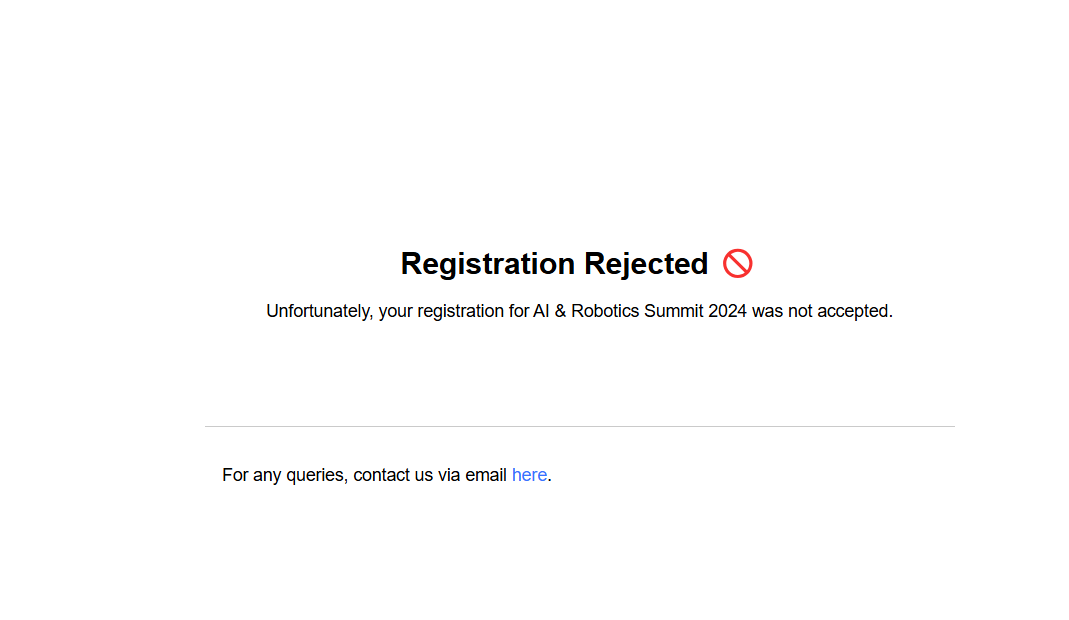 Registration Rejected 🚫
Unfortunately, your registration for AI & Robotics Summit 2024 was not accepted.
For any queries, contact us via email here.